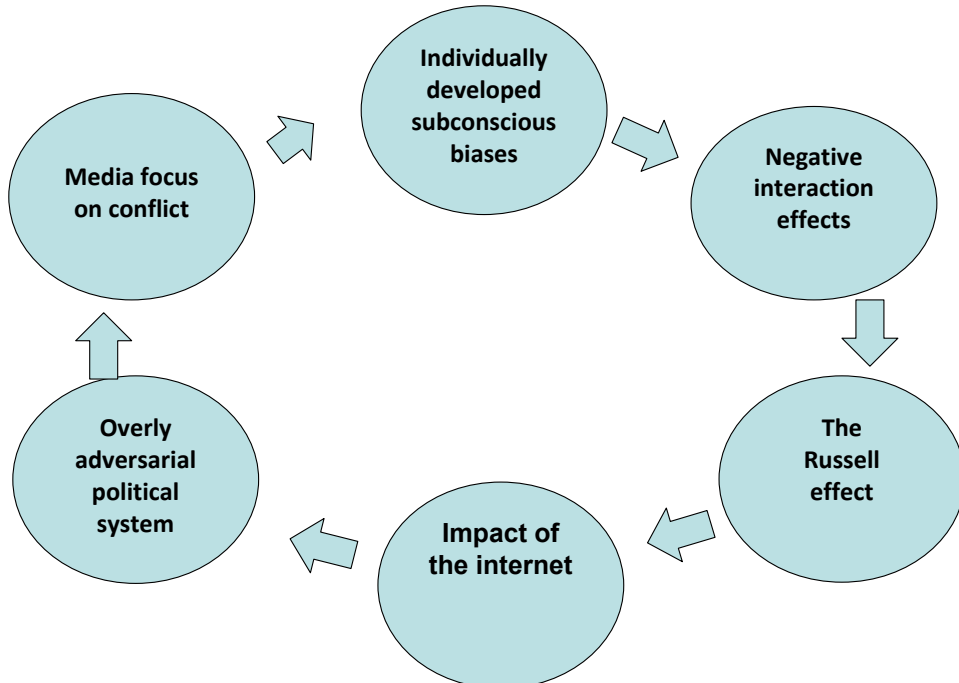 Individually
developed
subconscious
biases
Negative
interaction
effects
The
Russell
effect
Impact of
the internet
Overly
adversarial
political
system
Media focus
on conflict